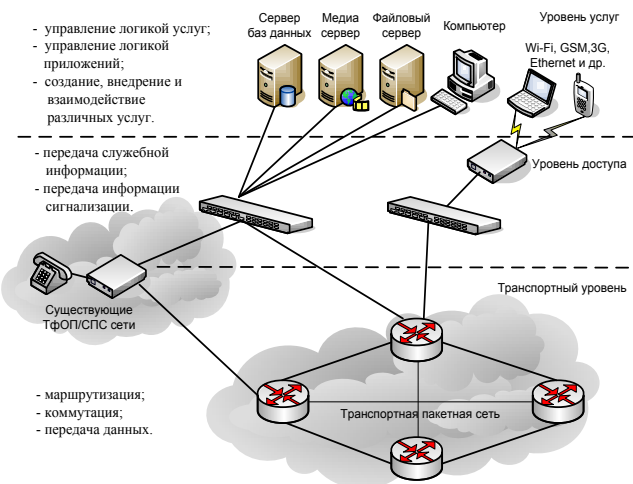 - управление логикой услуг;
- управление логикой
приложений;
- создание, внедрение и
взаимодействие
различных услуг.
Сервер
баз данных
Медиа
сервер
Файловый
сервер
Компьютер
Уровень услуг
Wi-Fi, GSM,3G,
Ethernet и др.
- передача служебной
информации;
- передача информации
сигнализации.
Уровень доступа
Существующие
ТфОП/СПС сети
Транспортный уровень
- маршрутизация;
- коммутация;
- передача данных.
Транспортная пакетная сеть